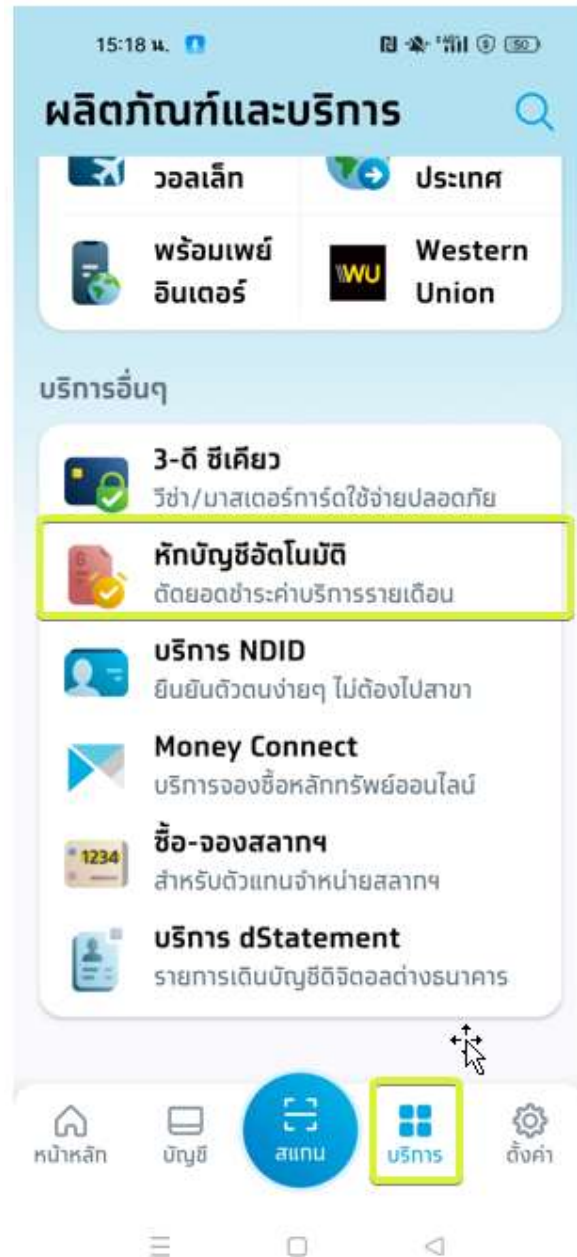 15:18 น.
50
ผลิตภัณฑ์และบริการ
วอลเล็ท
ประเทศ
พร้อมเพย์
อินเตอร์
WU
Western
Union
บริการอื่นๆ
3-ดี ซีเคียว
วีซ่า/มาสเตอร์การ์ดใช้จ่ายปลอดภัย
หักบัญชีอัตโนมัติ
ตัดยอดชำระค่าบริการรายเดือน
บริการ NDID
ยืนยันตัวตนง่ายๆ ไม่ต้องไปสาขา
Money Connect
บริการจองซื้อหลักทรัพย์ออนไลน์
1234
ซื้อ-จองสลากฯ
สำหรับตัวแทนจำหน่ายสลากฯ
บริการ dStatement
รายการเดินบัญชีดิจิตอลต่างธนาคาร
หน้าหลัก
บัญชี
สแกน
บริการ
ตั้งค่า